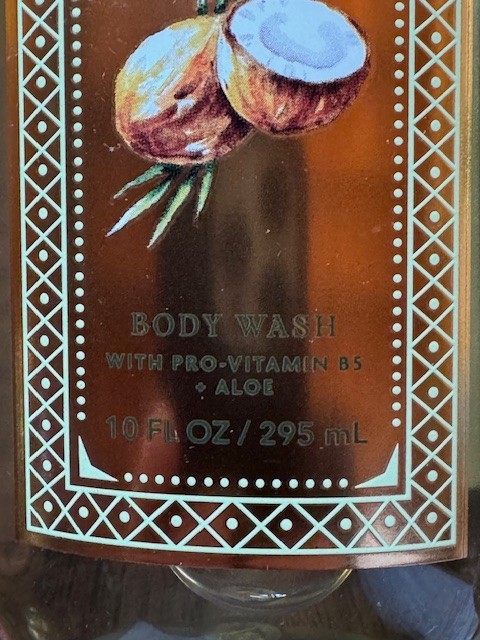 BODY WASH
WITH PRO-VITAMIN B5
+ ALOE
10 FL OZ / 295 mL